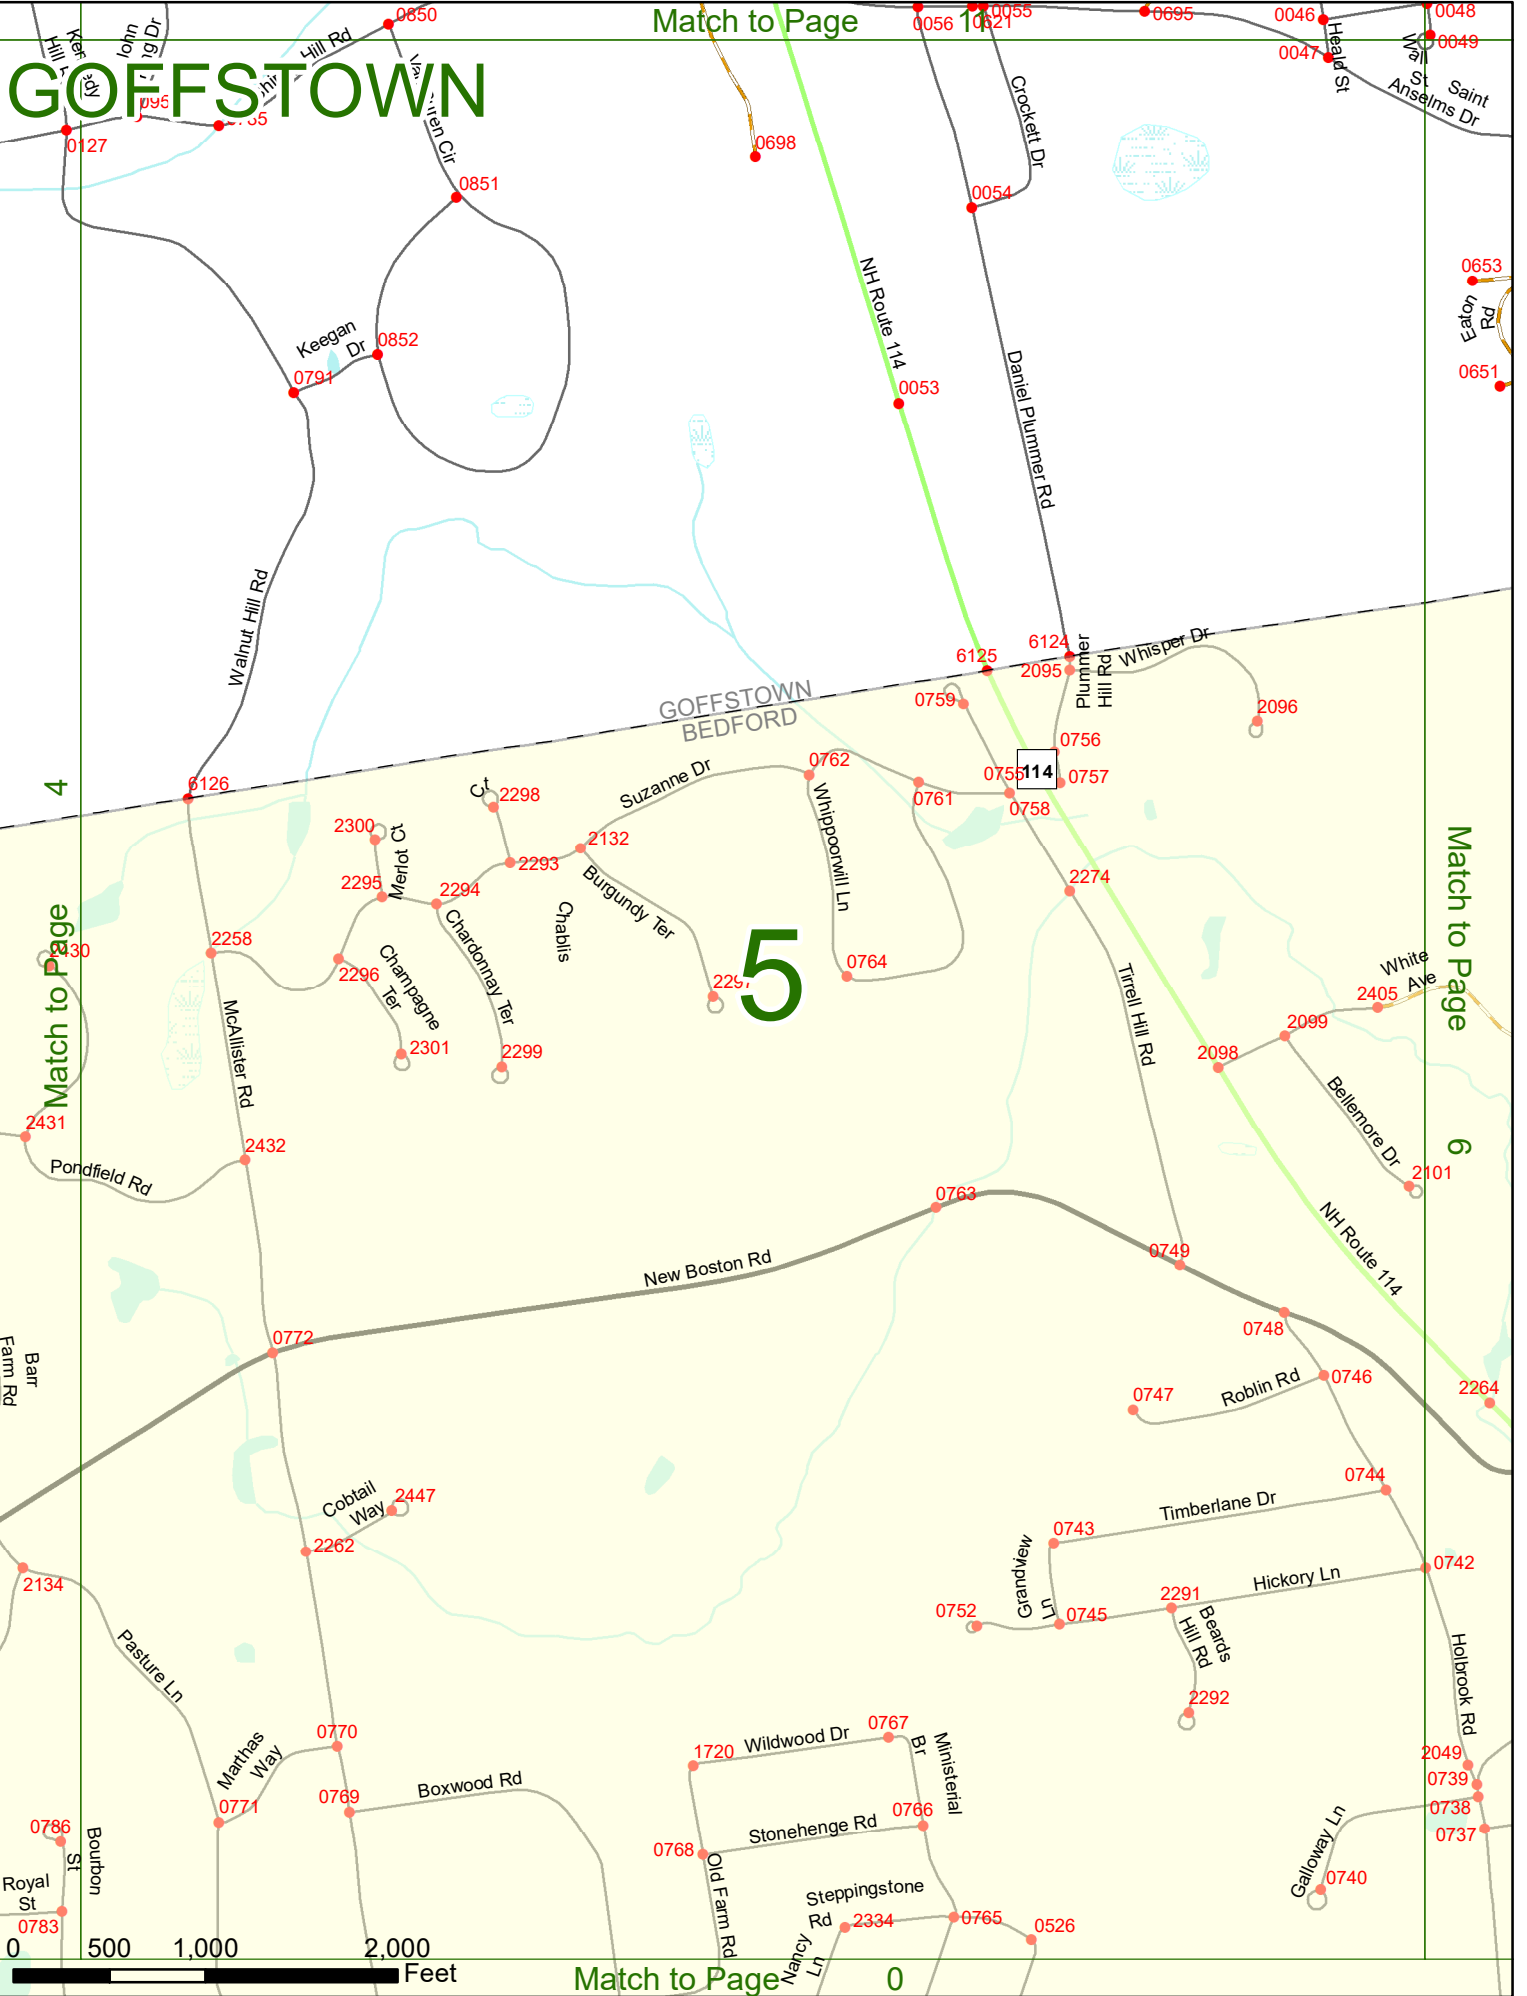 Match to Page 11
GOFFSTOWN
0850
0056
0055
0621
0695
0046
0048
0049
0047
Heald St
Wall St
Saint Anselms Dr
Kennedy Hill
John
Hill Rd
0127
0698
Crockett Dr
0851
0054
0653
Eaton Rd
0651
NH Route 114
Keegan Dr
0852
0791
0053
Daniel Plummer Rd
Walnut Hill Rd
6124
6125
2095
Plummer Hill Rd
Whisper Dr
2096
GOFFSTOWN
BEDFORD
0759
0756
0755
114
0757
0758
0762
0761
6126
4
Ct
2298
Suzanne Dr
2300
Merlot Ct
2132
2293
2295
2294
Whippoorwill Ln
Burgundy Ter
Chablis
2274
2258
2430
2296
Champagne Ter
Chardonnay Ter
2297
5
0764
Match to Page
Match to Page
6
White Ave
2405
2099
2098
Tirrell Hill Rd
McAllister Rd
2301
2299
Bellemore Dr
2101
2431
2432
Pondfield Rd
0763
NH Route 114
New Boston Rd
0749
0748
0772
Barr Farm Rd
0747
Roblin Rd
0746
2264
0744
Cobtail Way
2447
Timberlane Dr
0743
2262
Grandview Ln
0742
Hickory Ln
2134
0752
0745
2291
Beards Hill Rd
Pasture Ln
Holbrook Rd
2292
0770
Marthas Way
0767
Wildwood Dr
1720
Ministerial Br
2049
0739
0738
0737
0769
Boxwood Rd
0771
0786
Bourbon St
0766
Stonehenge Rd
0768
Old Farm Rd
Galloway Ln
0740
Royal St
0783
Steppingstone Rd
2334
0765
0526
Nancy Ln
0 500 1,000 2,000
Feet
Match to Page 0